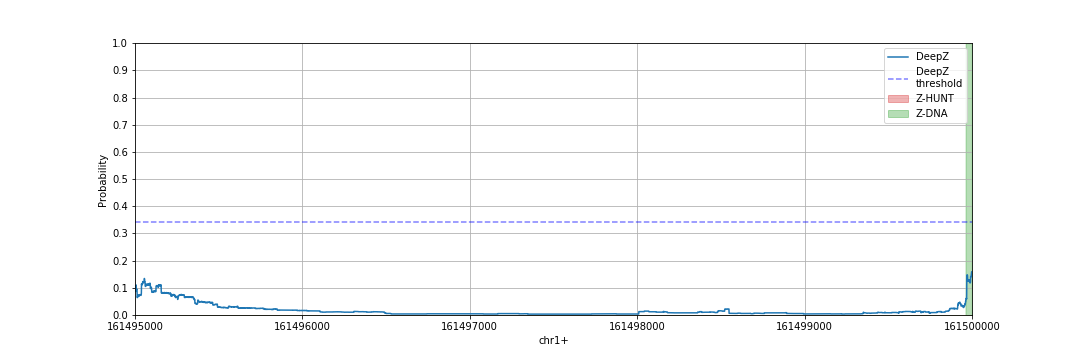 1.0
0.9
0.8
0.7
0.6
0.5
0.4
0.3
0.2
0.1
0.0
Probability
DeepZ
DeepZ
threshold
Z-HUNT
Z-DNA
161495000 161496000 161497000 161498000 161499000 161500000
chr1+